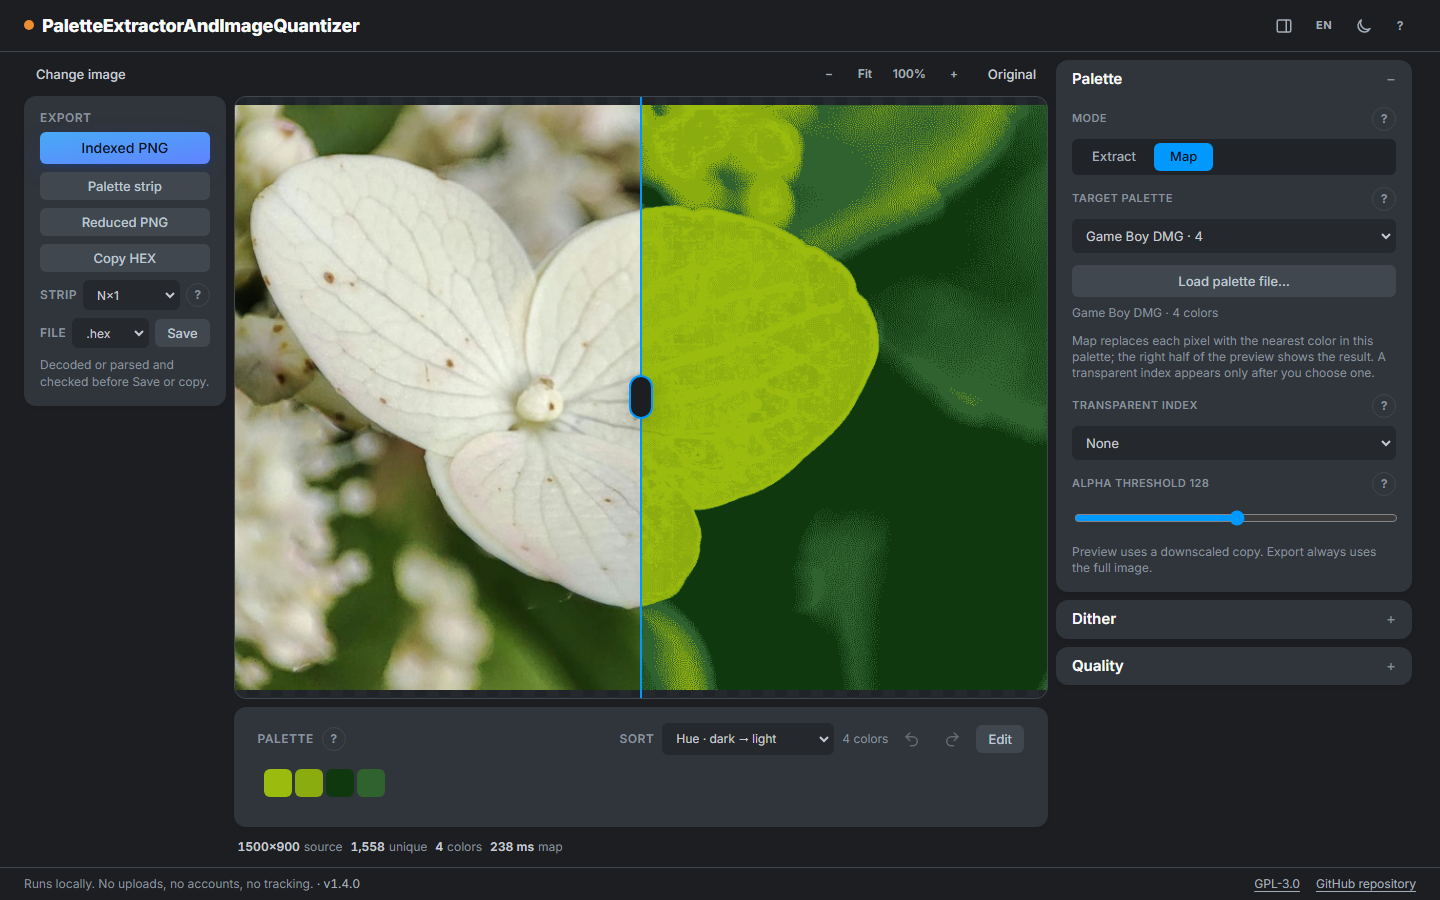 PaletteExtractorAndImageQuantizer
EN
?
Change image
−
Fit
100%
+
Original
EXPORT
Indexed PNG
Palette strip
Reduced PNG
Copy HEX
STRIP
N×1
?
FILE
.hex
Save
Decoded or parsed and
checked before Save or copy.
Palette
−
MODE
?
Extract
Map
TARGET PALETTE
?
Game Boy DMG · 4
Load palette file...
Game Boy DMG · 4 colors
Map replaces each pixel with the nearest color in this
palette; the right half of the preview shows the result. A
transparent index appears only after you choose one.
TRANSPARENT INDEX
?
None
ALPHA THRESHOLD 128
?
Preview uses a downscaled copy. Export always uses
the full image.
Dither
+
Quality
+
PALETTE
?
SORT
Hue · dark → light
4 colors
Edit
1500×900 source 1,558 unique 4 colors 238 ms map
Runs locally. No uploads, no accounts, no tracking. · v1.4.0
GPL-3.0
GitHub repository